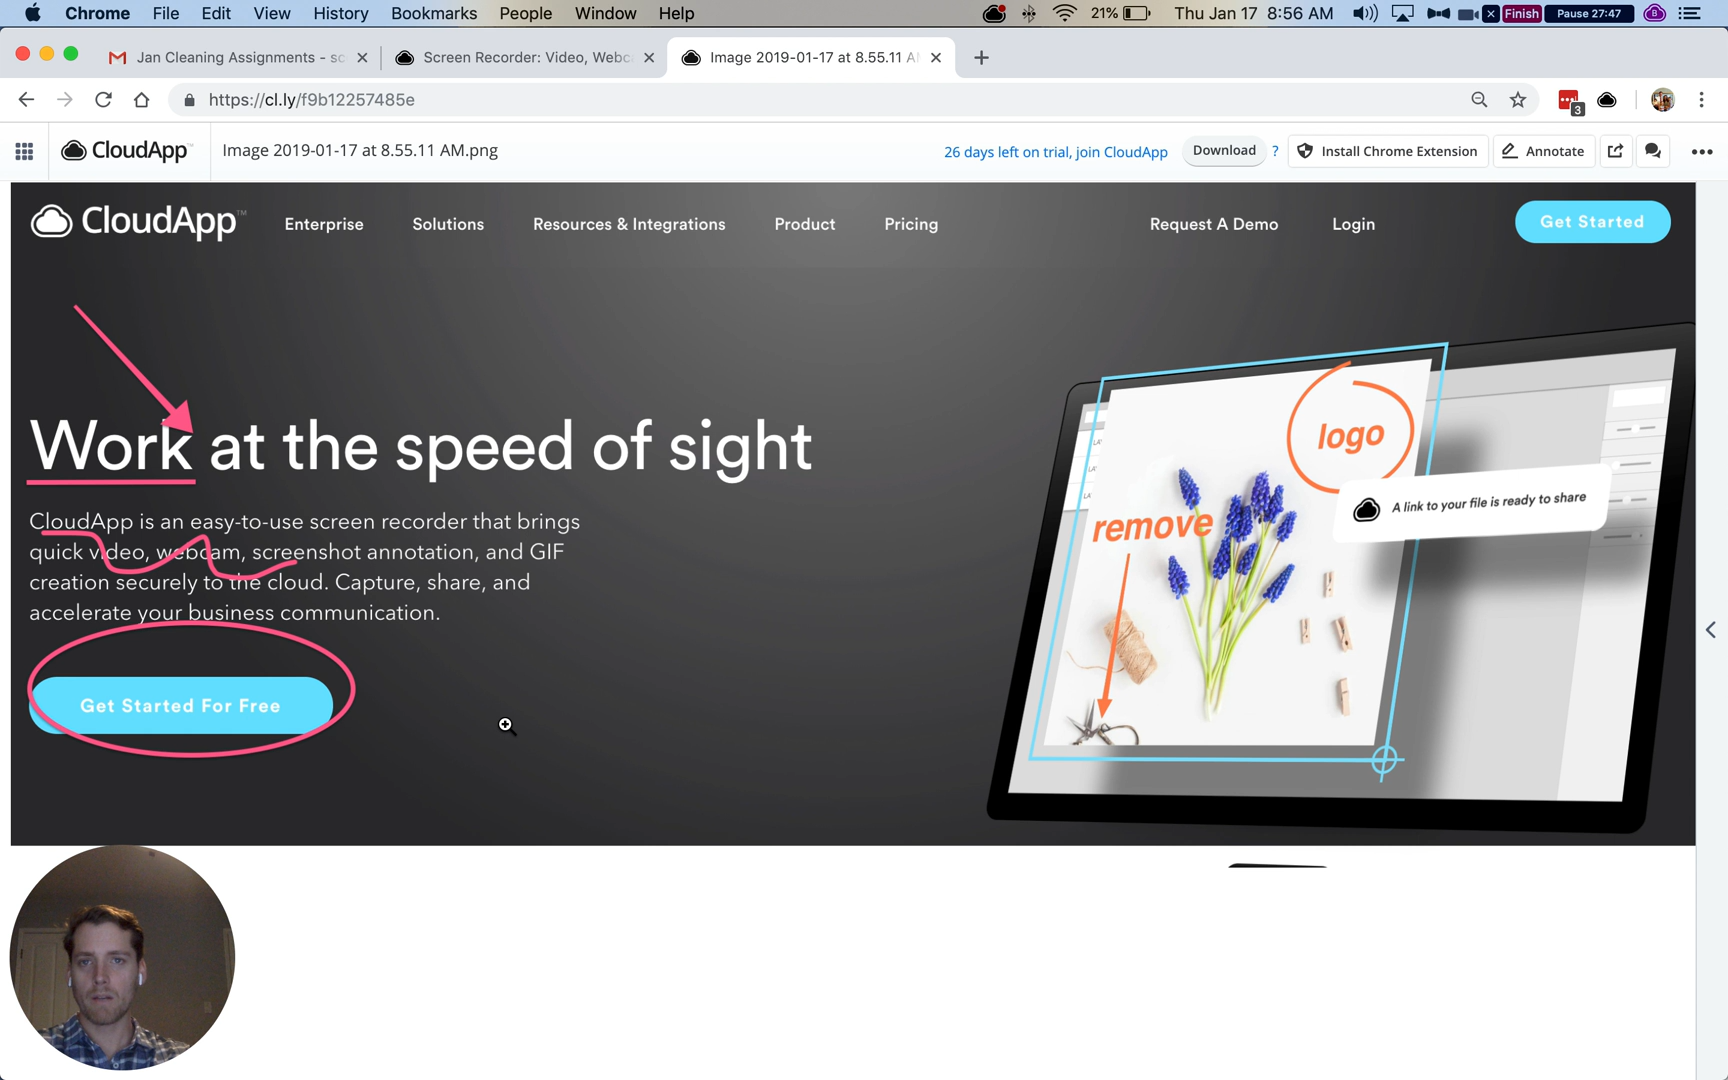 Chrome File Edit View History Bookmarks People Window Help 21% Thu Jan 17 8:56 AM Finish Pause 27:47 B
Jan Cleaning Assignments - sc Screen Recorder: Video, Webc Image 2019-01-17 at 8.55.11 A
https://cl.ly/f9b12257485e 3
CloudApp Image 2019-01-17 at 8.55.11 AM.png 26 days left on trial, join CloudApp Download ? Install Chrome Extension Annotate
CloudApp™ Enterprise Solutions Resources & Integrations Product Pricing Request A Demo Login Get Started
Work at the speed of sight
CloudApp is an easy-to-use screen recorder that brings
quick video, webcam, screenshot annotation, and GIF
creation securely to the cloud. Capture, share, and
accelerate your business communication.
Get Started For Free
logo
A link to your file is ready to share
remove